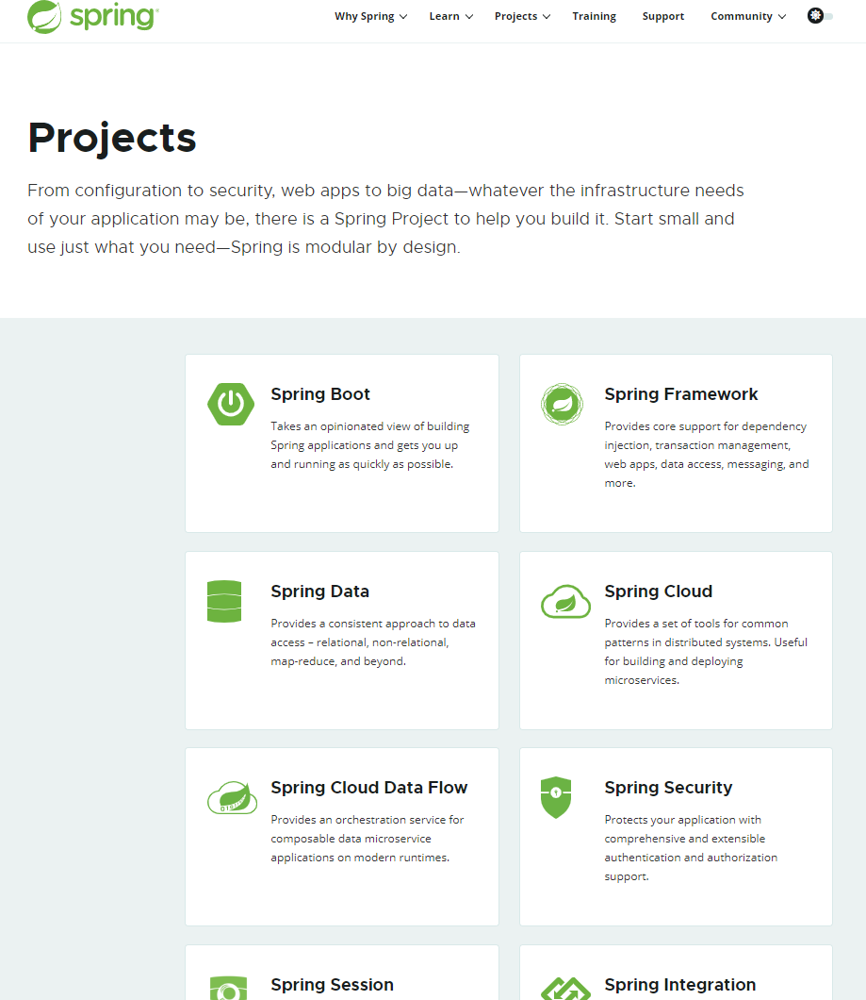 spring
Why Spring
Learn
Projects
Training
Support
Community
Projects
From configuration to security, web apps to big data—whatever the infrastructure needs
of your application may be, there is a Spring Project to help you build it. Start small and
use just what you need—Spring is modular by design.
Spring Boot
Takes an opinionated view of building
Spring applications and gets you up
and running as quickly as possible.
Spring Framework
Provides core support for dependency
injection, transaction management,
web apps, data access, messaging, and
more.
Spring Data
Provides a consistent approach to data
access – relational, non-relational,
map-reduce, and beyond.
Spring Cloud
Provides a set of tools for common
patterns in distributed systems. Useful
for building and deploying
microservices.
Spring Cloud Data Flow
Provides an orchestration service for
composable data microservice
applications on modern runtimes.
Spring Security
Protects your application with
comprehensive and extensible
authentication and authorization
support.
Spring Session
Spring Integration